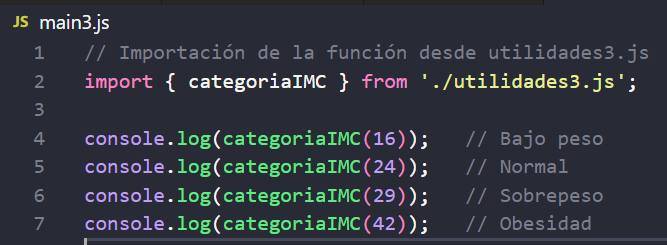 JS main3.js
1 // Importación de la función desde utilidades3.js
2 import { categoriaIMC } from './utilidades3.js';
3
4 console.log(categoriaIMC(16)); // Bajo peso
5 console.log(categoriaIMC(24)); // Normal
6 console.log(categoriaIMC(29)); // Sobrepeso
7 console.log(categoriaIMC(42)); // Obesidad